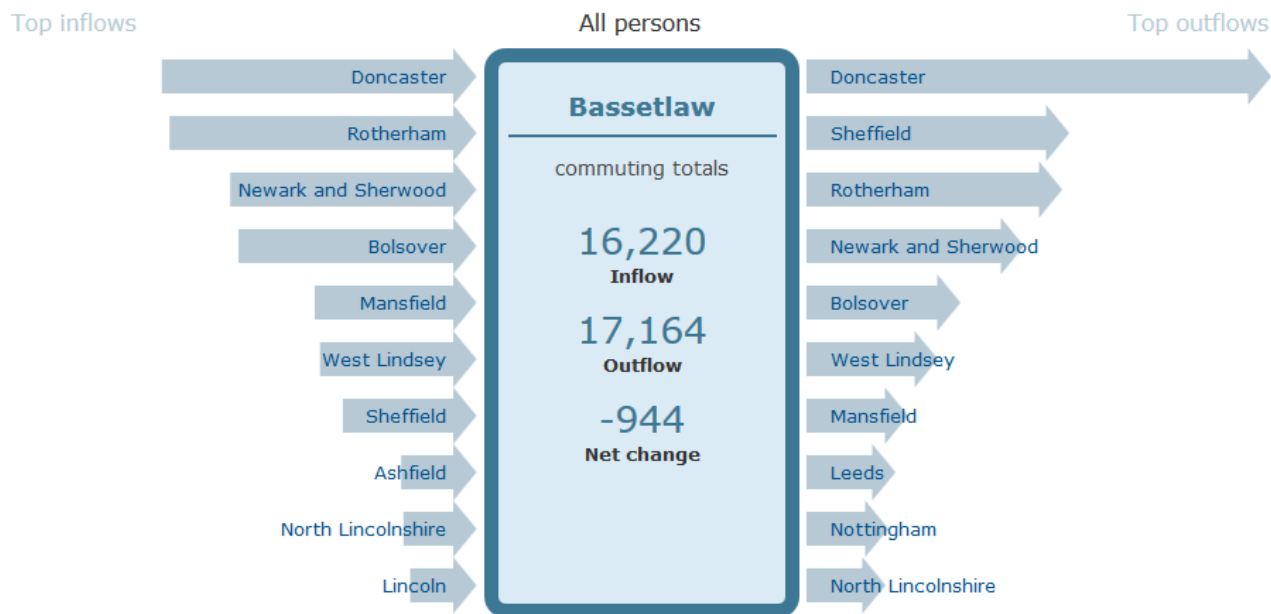 Top inflows
All persons
Top outflows
Doncaster
Rotherham
Newark and Sherwood
Bolsover
Mansfield
West Lindsey
Sheffield
Ashfield
North Lincolnshire
Lincoln
Bassetlaw
commuting totals
16,220
Inflow
17,164
Outflow
-944
Net change
Doncaster
Sheffield
Rotherham
Newark and Sherwood
Bolsover
West Lindsey
Mansfield
Leeds
Nottingham
North Lincolnshire